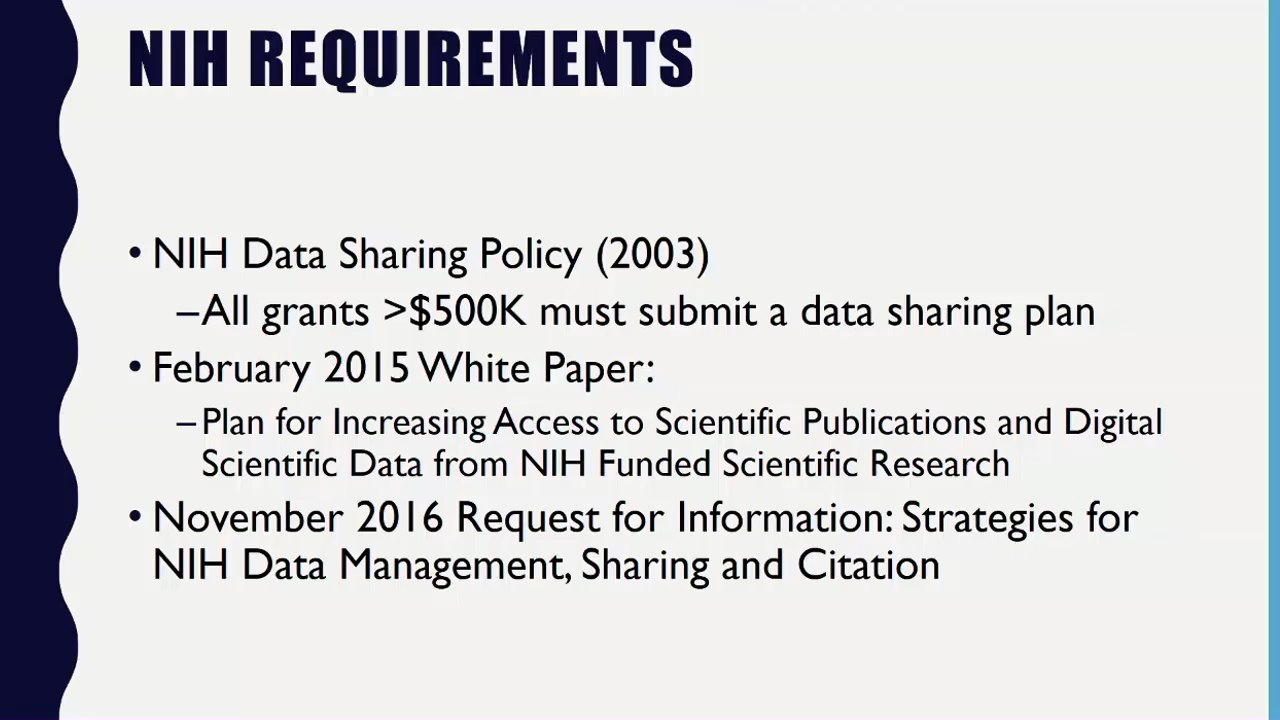 NIH REQUIREMENTS
• NIH Data Sharing Policy (2003)
–All grants >$500K must submit a data sharing plan
• February 2015 White Paper:
–Plan for Increasing Access to Scientific Publications and Digital
Scientific Data from NIH Funded Scientific Research
• November 2016 Request for Information: Strategies for
NIH Data Management, Sharing and Citation